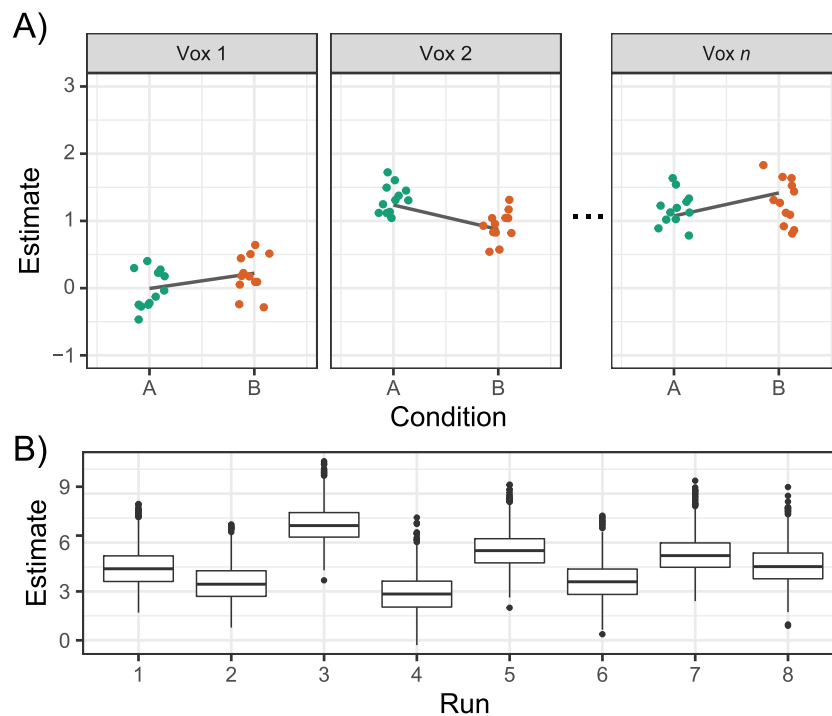 A)
Vox 1 Vox 2 Vox n
Estimate
3
2
1
0
−1
...
A B A B A B
Condition
B)
Estimate
9
6
3
0
1 2 3 4 5 6 7 8
Run